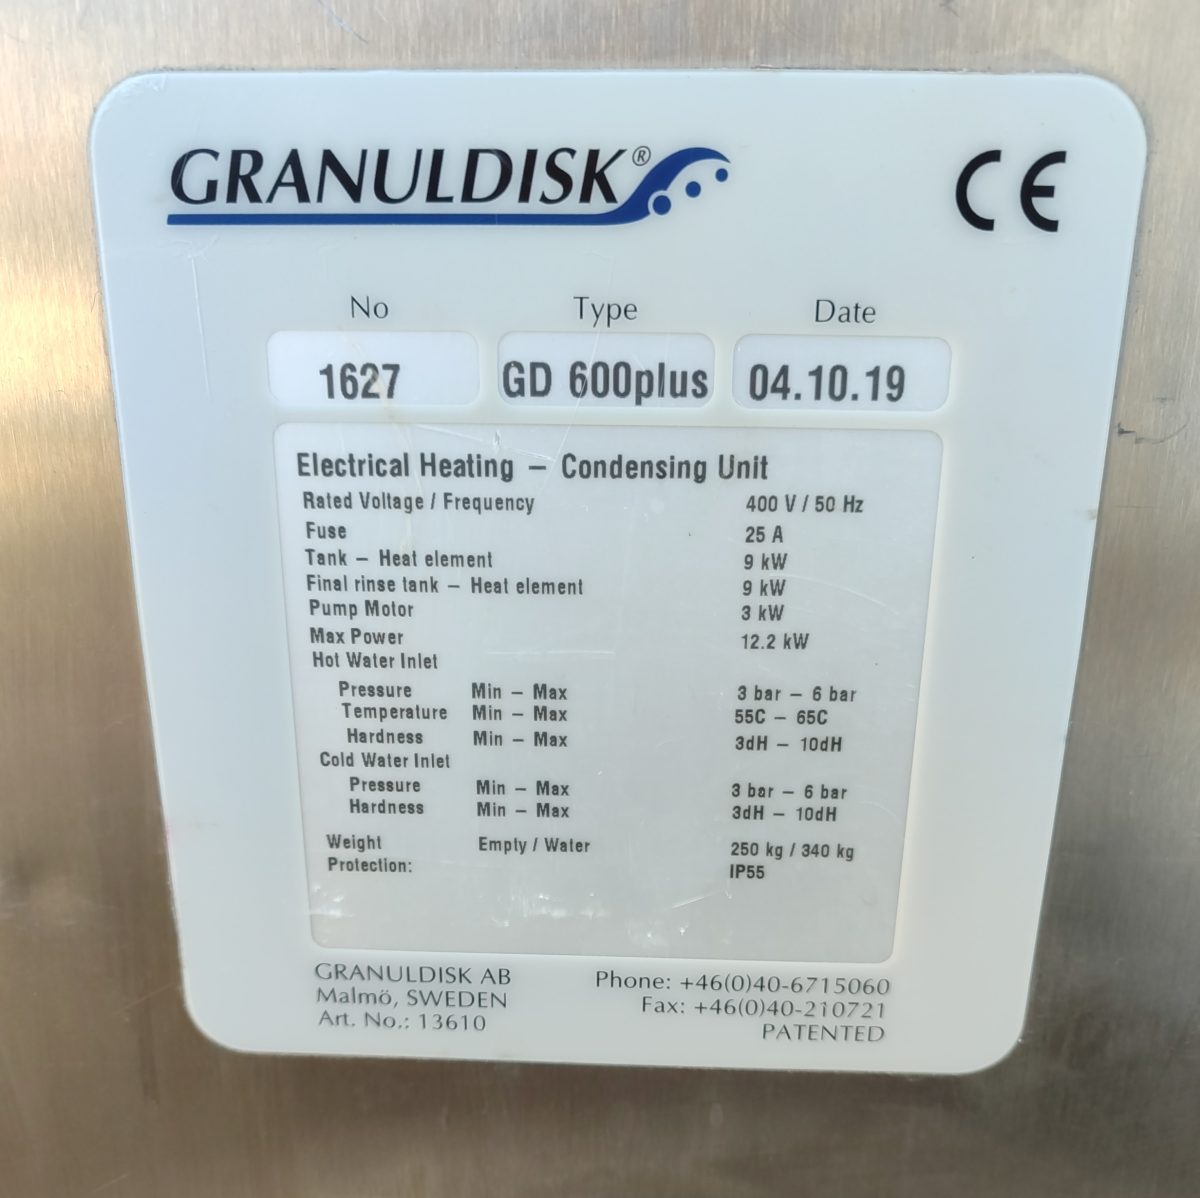 GRANULDISK®
CE
No Type Date
1627 GD 600plus 04.10.19
Electrical Heating – Condensing Unit
Rated Voltage / Frequency 400 V / 50 Hz
Fuse 25 A
Tank – Heat element 9 kW
Final rinse tank – Heat element 9 kW
Pump Motor 3 kW
Max Power 12.2 kW
Hot Water Inlet
Pressure Min – Max 3 bar – 6 bar
Temperature Min – Max 55C – 65C
Hardness Min – Max 3dH – 10dH
Cold Water Inlet
Pressure Min – Max 3 bar – 6 bar
Hardness Min – Max 3dH – 10dH
Weight Empty / Water 250 kg / 340 kg
Protection: IP55
GRANULDISK AB Phone: +46(0)40-6715060
Malmö, SWEDEN Fax: +46(0)40-210721
Art. No.: 13610 PATENTED